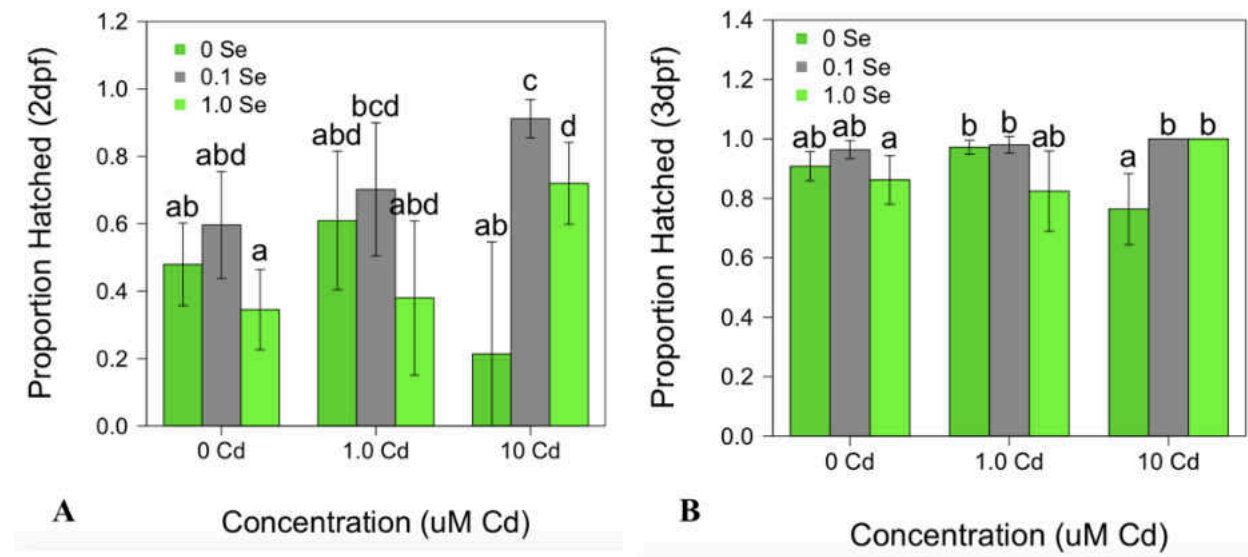 Proportion Hatched (2dpf)
1.2
1.0
0.8
0.6
0.4
0.2
0.0
0 Se
0.1 Se
1.0 Se
ab
abd
a
abd
bcd
abd
ab
c
d
0 Cd
1.0 Cd
10 Cd
A
Concentration (uM Cd)
Proportion Hatched (3dpf)
1.4
1.2
1.0
0.8
0.6
0.4
0.2
0.0
0 Se
0.1 Se
1.0 Se
ab
ab
a
b
b
ab
a
b
b
0 Cd
1.0 Cd
10 Cd
B
Concentration (uM Cd)